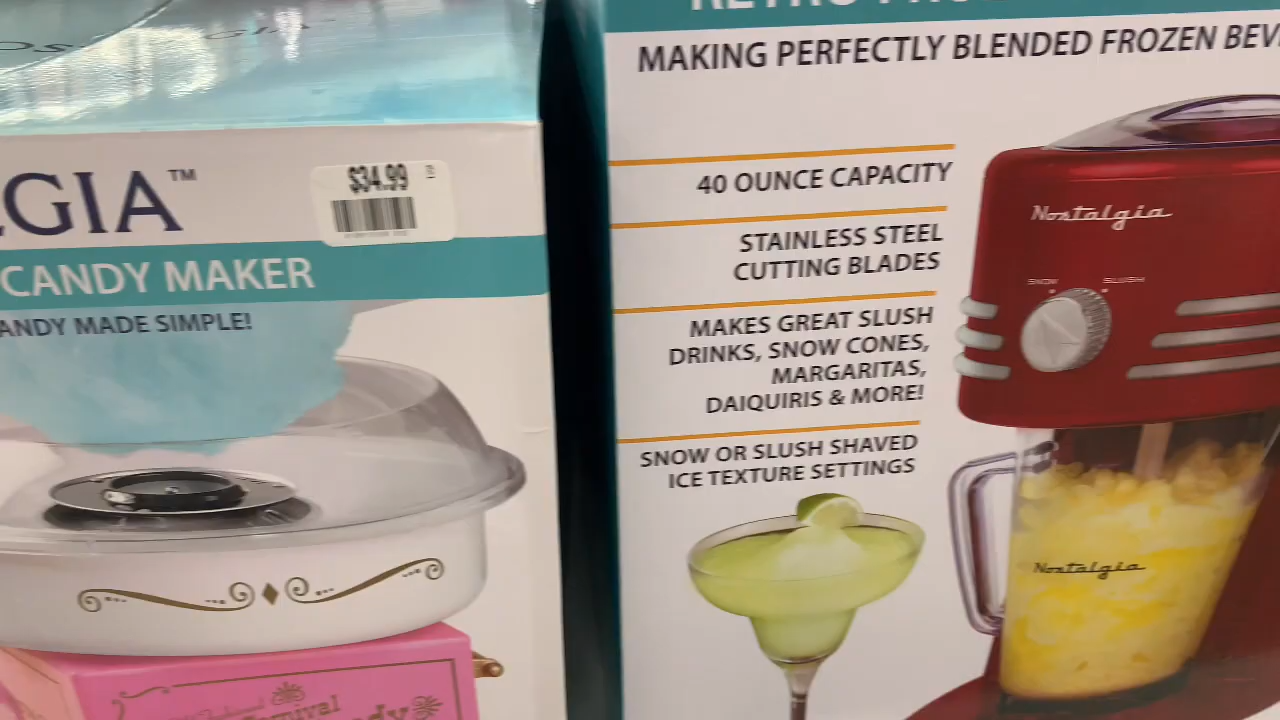 EGIA™
$34.99
CANDY MAKER
ANDY MADE SIMPLE!
MAKING PERFECTLY BLENDED FROZEN BEV
40 OUNCE CAPACITY
STAINLESS STEEL
CUTTING BLADES
MAKES GREAT SLUSH
DRINKS, SNOW CONES,
MARGARITAS,
DAIQUIRIS & MORE!
SNOW OR SLUSH SHAVED
ICE TEXTURE SETTINGS
Nostalgia
SNOW SLUSH
Nostalgia